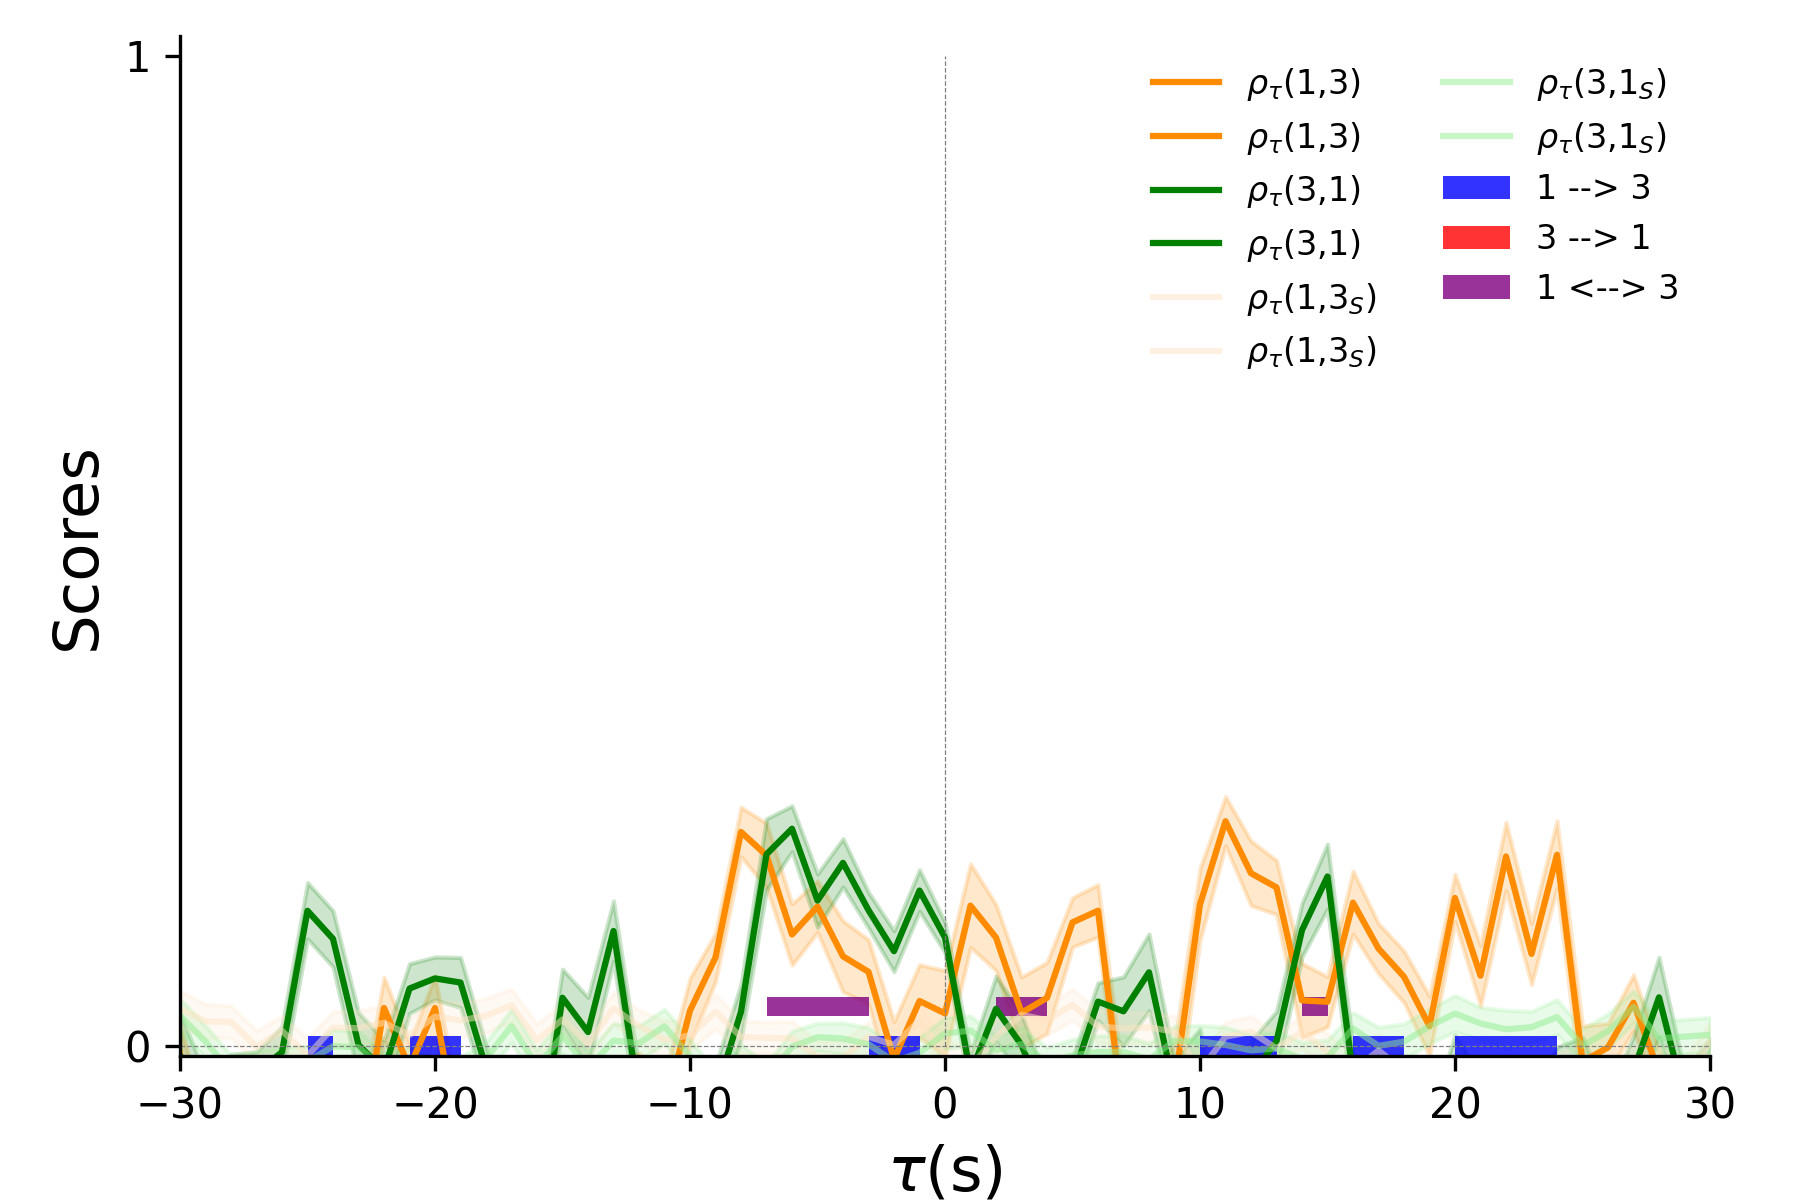 1
ρτ(1,3)
ρτ(1,3)
ρτ(3,1)
ρτ(3,1)
ρτ(1,3S)
ρτ(1,3S)
ρτ(3,1S)
ρτ(3,1S)
1 --> 3
3 --> 1
1 <--> 3
Scores
0
−30 −20 −10 0 10 20 30
τ(s)